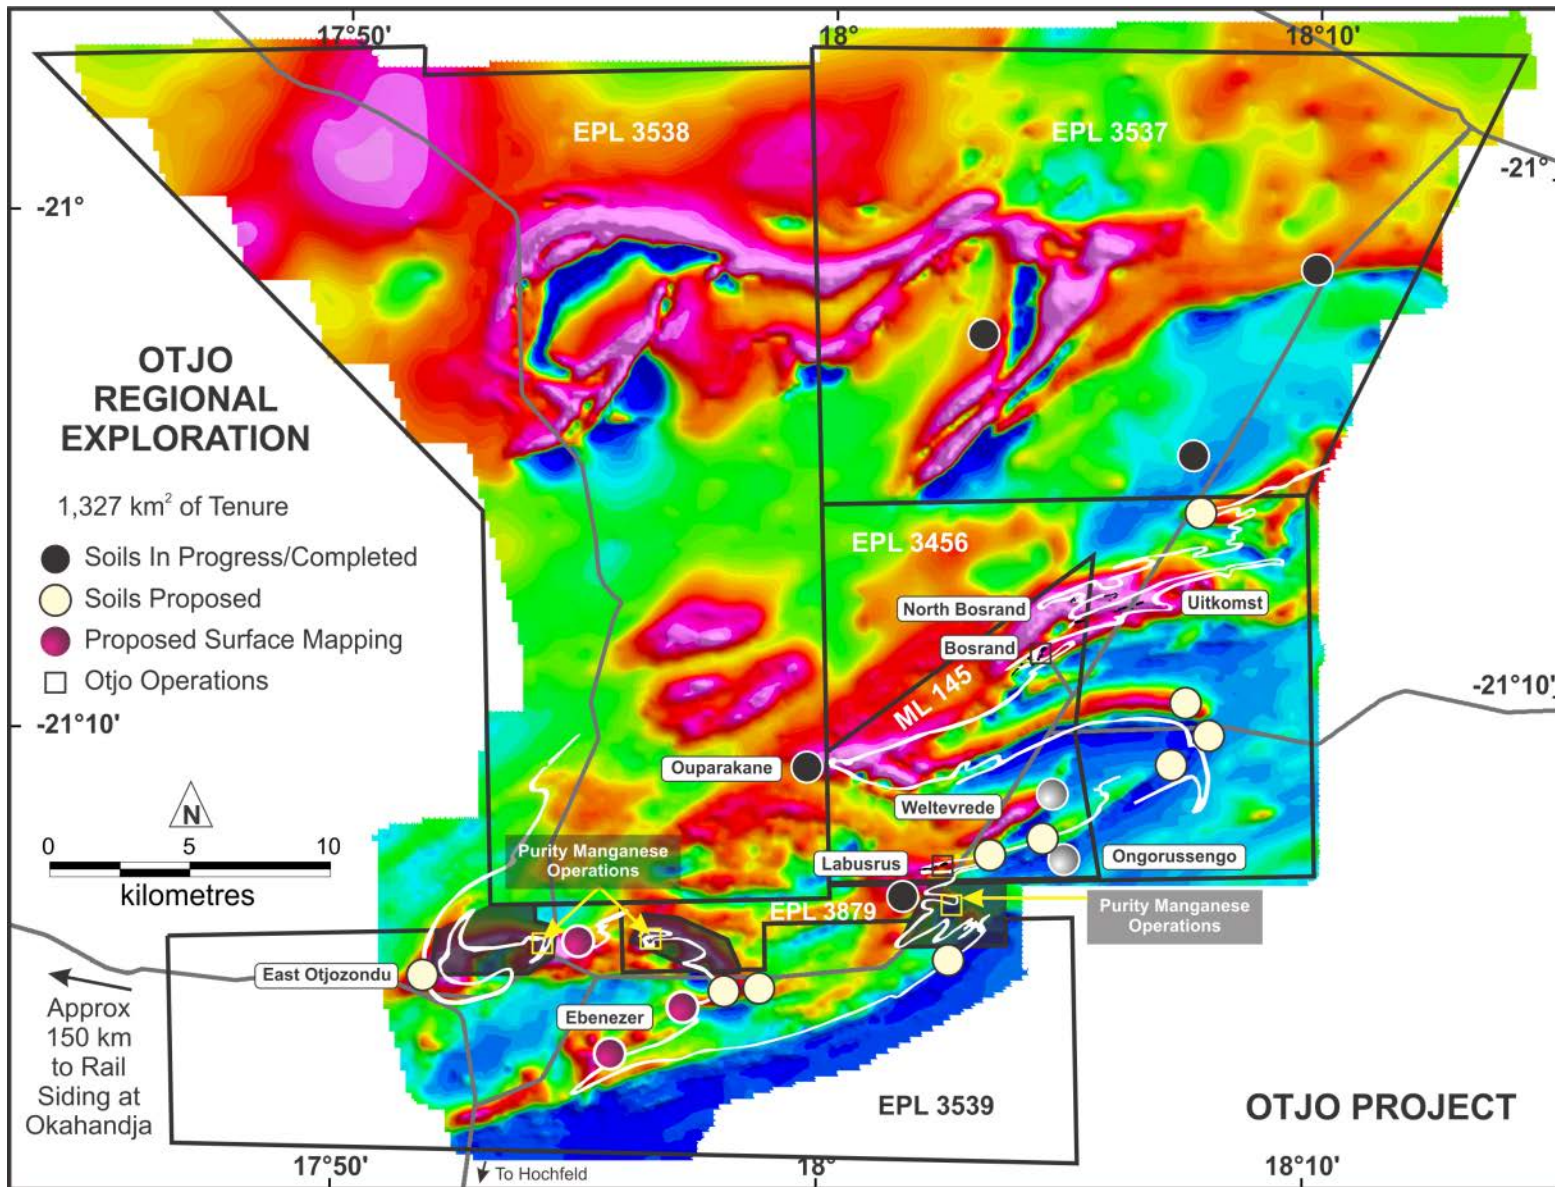 17°50'
18°
18°10'
EPL 3538
EPL 3537
-21°
-21°
OTJO
REGIONAL
EXPLORATION
1,327 km² of Tenure
Soils In Progress/Completed
Soils Proposed
Proposed Surface Mapping
Otjo Operations
EPL 3456
North Bosrand
Uitkomst
Bosrand
ML 145
-21°10'
-21°10'
Ouparakane
Weltevrede
N
0 5 10
kilometres
Purity Manganese
Operations
Labusrus
Ongorussengo
EPL 3879
Purity Manganese
Operations
East Otjozondu
Ebenezer
Approx
150 km
to Rail
Siding at
Okahandja
EPL 3539
OTJO PROJECT
17°50'
18°
18°10'
To Hochfeld